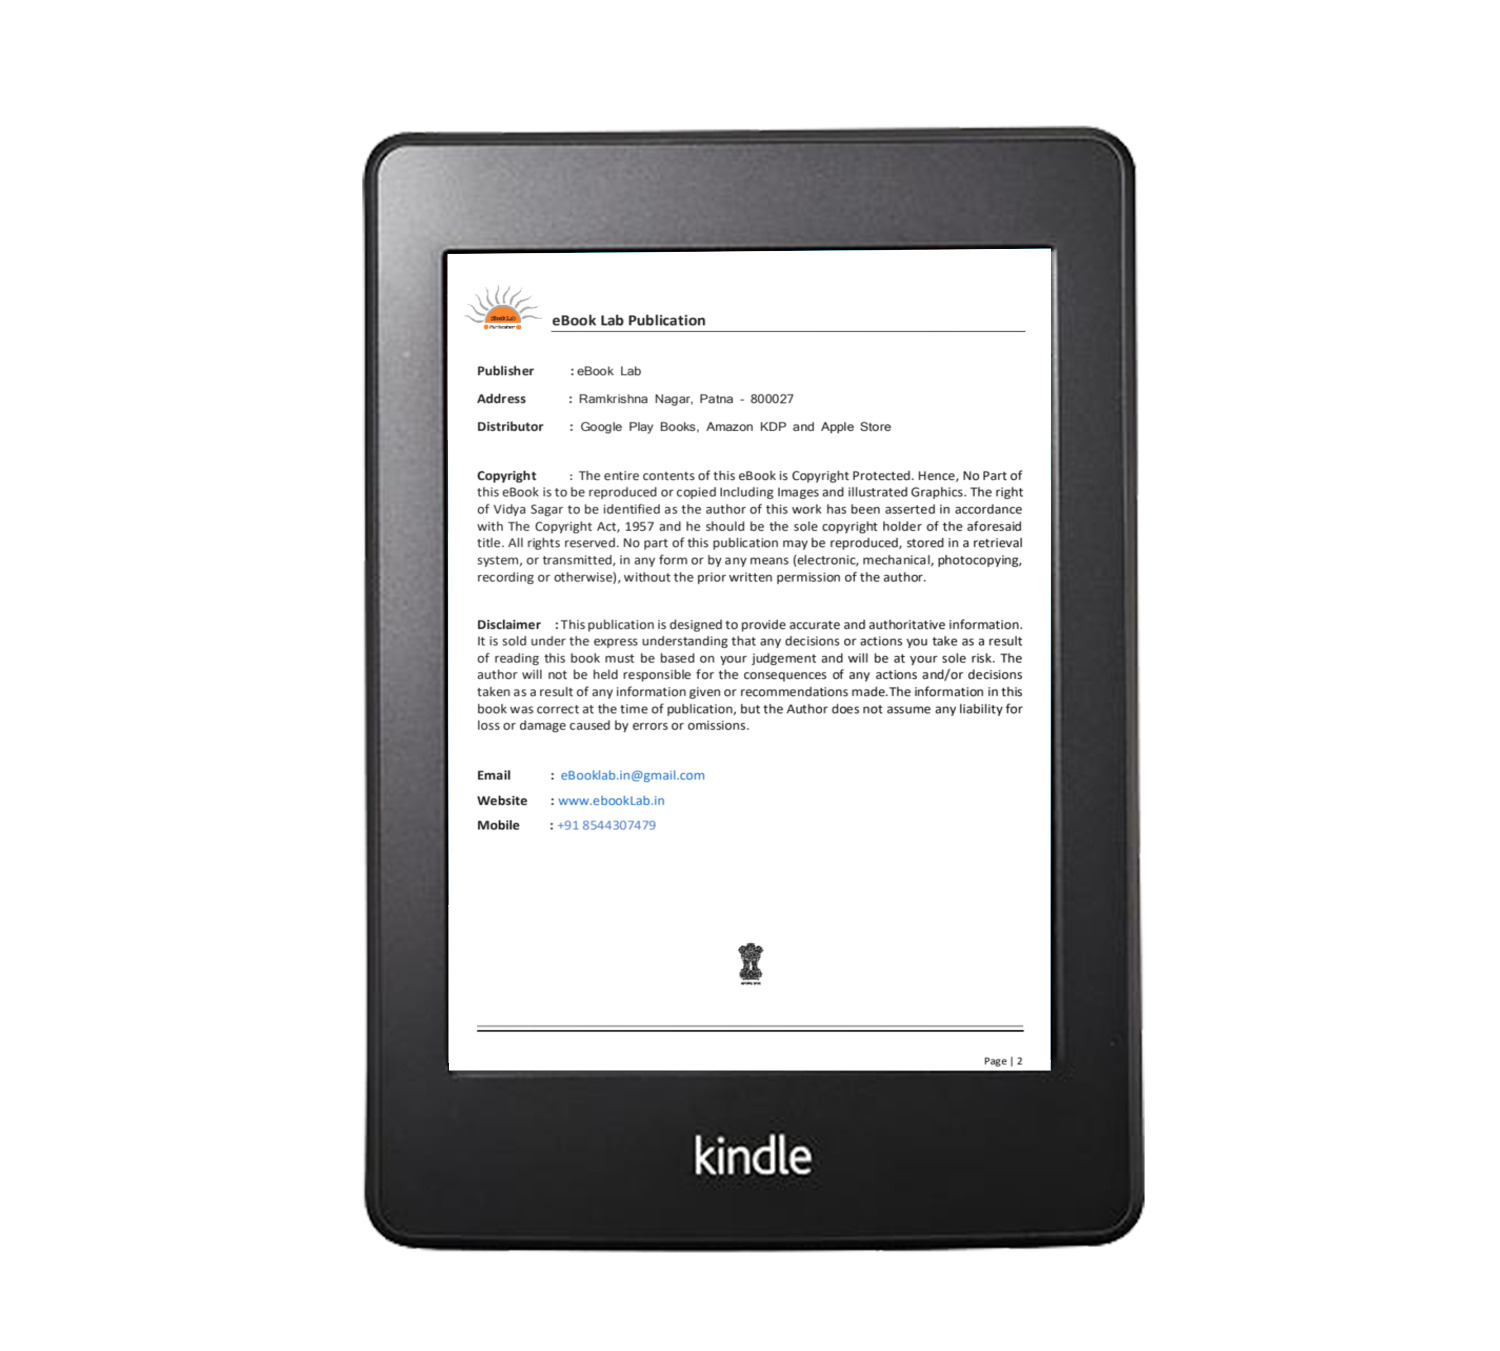 eBook Lab
eBook Lab Publication
Publisher : eBook Lab
Address : Ramkrishna Nagar, Patna - 800027
Distributor : Google Play Books, Amazon KDP and Apple Store
Copyright : The entire contents of this eBook is Copyright Protected. Hence, No Part of
this eBook is to be reproduced or copied Including Images and illustrated Graphics. The right
of Vidya Sagar to be identified as the author of this work has been asserted in accordance
with The Copyright Act, 1957 and he should be the sole copyright holder of the aforesaid
title. All rights reserved. No part of this publication may be reproduced, stored in a retrieval
system, or transmitted, in any form or by any means (electronic, mechanical, photocopying,
recording or otherwise), without the prior written permission of the author.
Disclaimer : This publication is designed to provide accurate and authoritative information.
It is sold under the express understanding that any decisions or actions you take as a result
of reading this book must be based on your judgement and will be at your sole risk. The
author will not be held responsible for the consequences of any actions and/or decisions
taken as a result of any information given or recommendations made.The information in this
book was correct at the time of publication, but the Author does not assume any liability for
loss or damage caused by errors or omissions.
Email : eBooklab.in@gmail.com
Website : www.ebookLab.in
Mobile : +91 8544307479
Page | 2
kindle